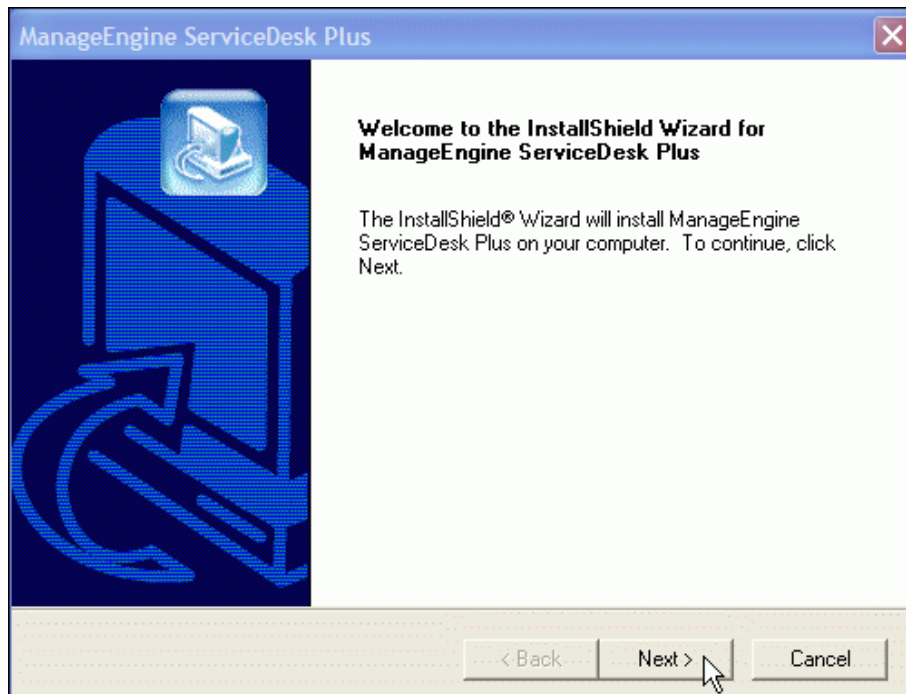 ManageEngine ServiceDesk Plus
Welcome to the InstallShield Wizard for
ManageEngine ServiceDesk Plus
The InstallShield® Wizard will install ManageEngine
ServiceDesk Plus on your computer.  To continue, click
Next.
< Back
Next >
Cancel